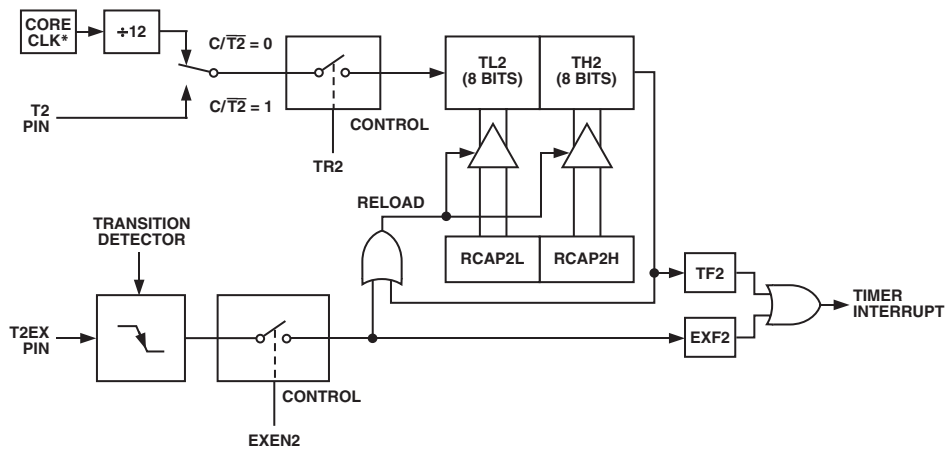 CORE
CLK*
÷12
C/T2 = 0
C/T2 = 1
T2
PIN
CONTROL
TR2
TL2
(8 BITS)
TH2
(8 BITS)
RELOAD
TRANSITION
DETECTOR
RCAP2L
RCAP2H
TF2
TIMER
INTERRUPT
T2EX
PIN
EXF2
CONTROL
EXEN2